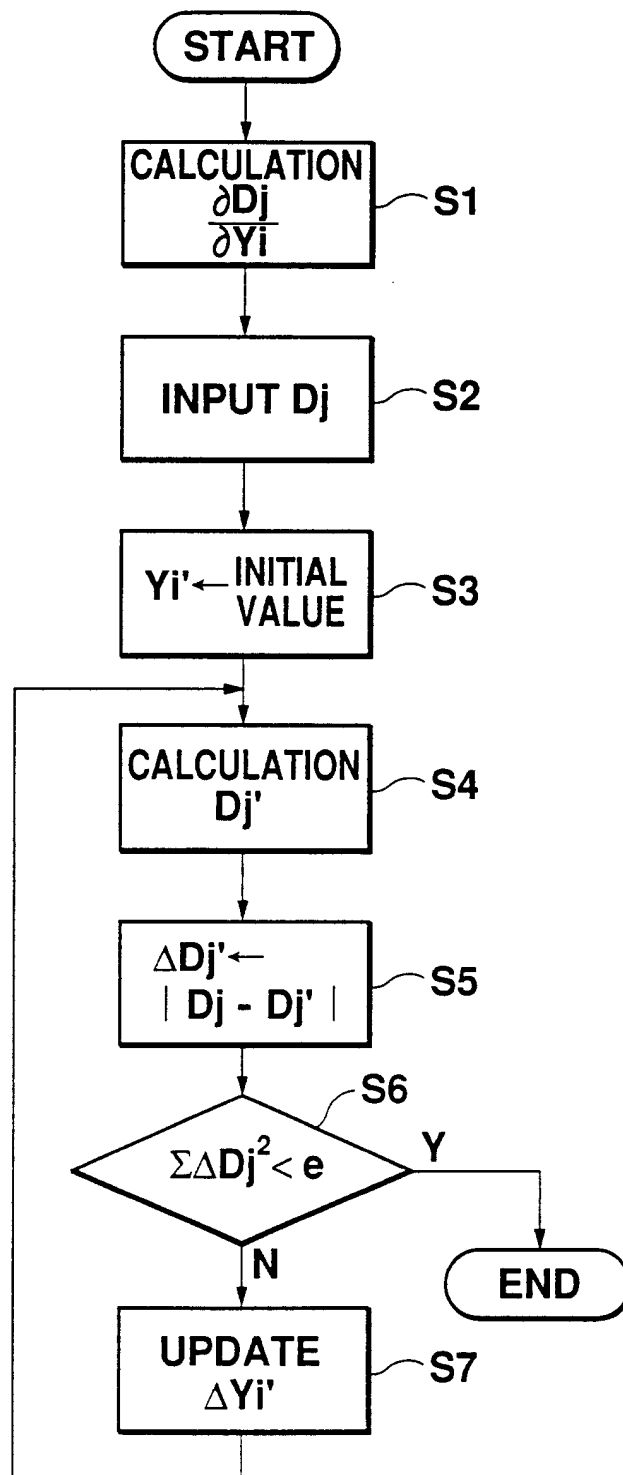 START
CALCULATION
∂Dj
∂Yi
S1
INPUT Dj
S2
Yi' ← INITIAL
VALUE
S3
CALCULATION
Dj'
S4
ΔDj' ←
| Dj - Dj' |
S5
S6
ΣΔDj² < e
Y
N
END
UPDATE
ΔYi'
S7